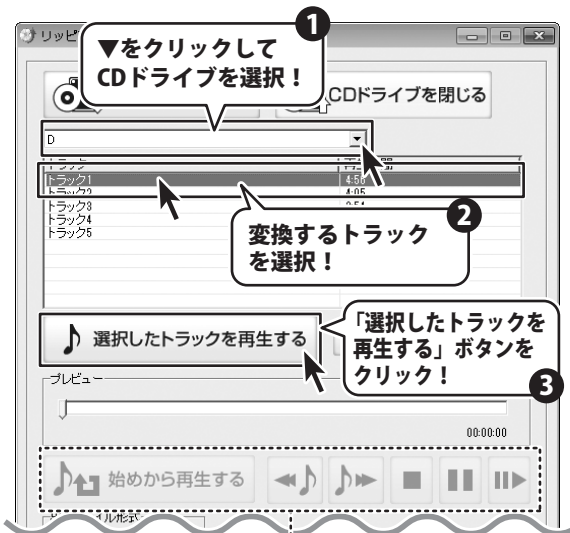 1
リッピ
▼をクリックして
CDドライブを選択！
CDドライブを閉じる
D
トラック1 4:56
トラック2 4:05
トラック3
トラック4
トラック5
2
変換するトラック
を選択！
選択したトラックを再生する
「選択したトラックを
再生する」ボタンを
クリック！
3
プレビュー
00:00:00
始めから再生する